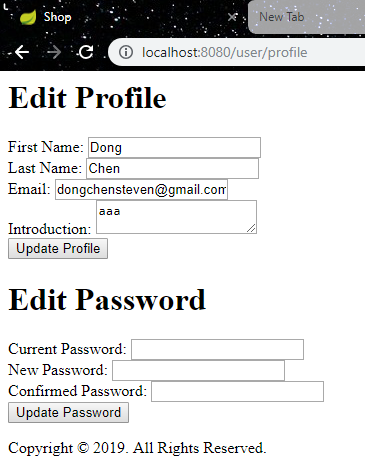 Shop
New Tab
localhost:8080/user/profile
Edit Profile
First Name: Dong
Last Name: Chen
Email: dongchensteven@gmail.com
Introduction: aaa
Update Profile
Edit Password
Current Password:
New Password:
Confirmed Password:
Update Password
Copyright © 2019. All Rights Reserved.